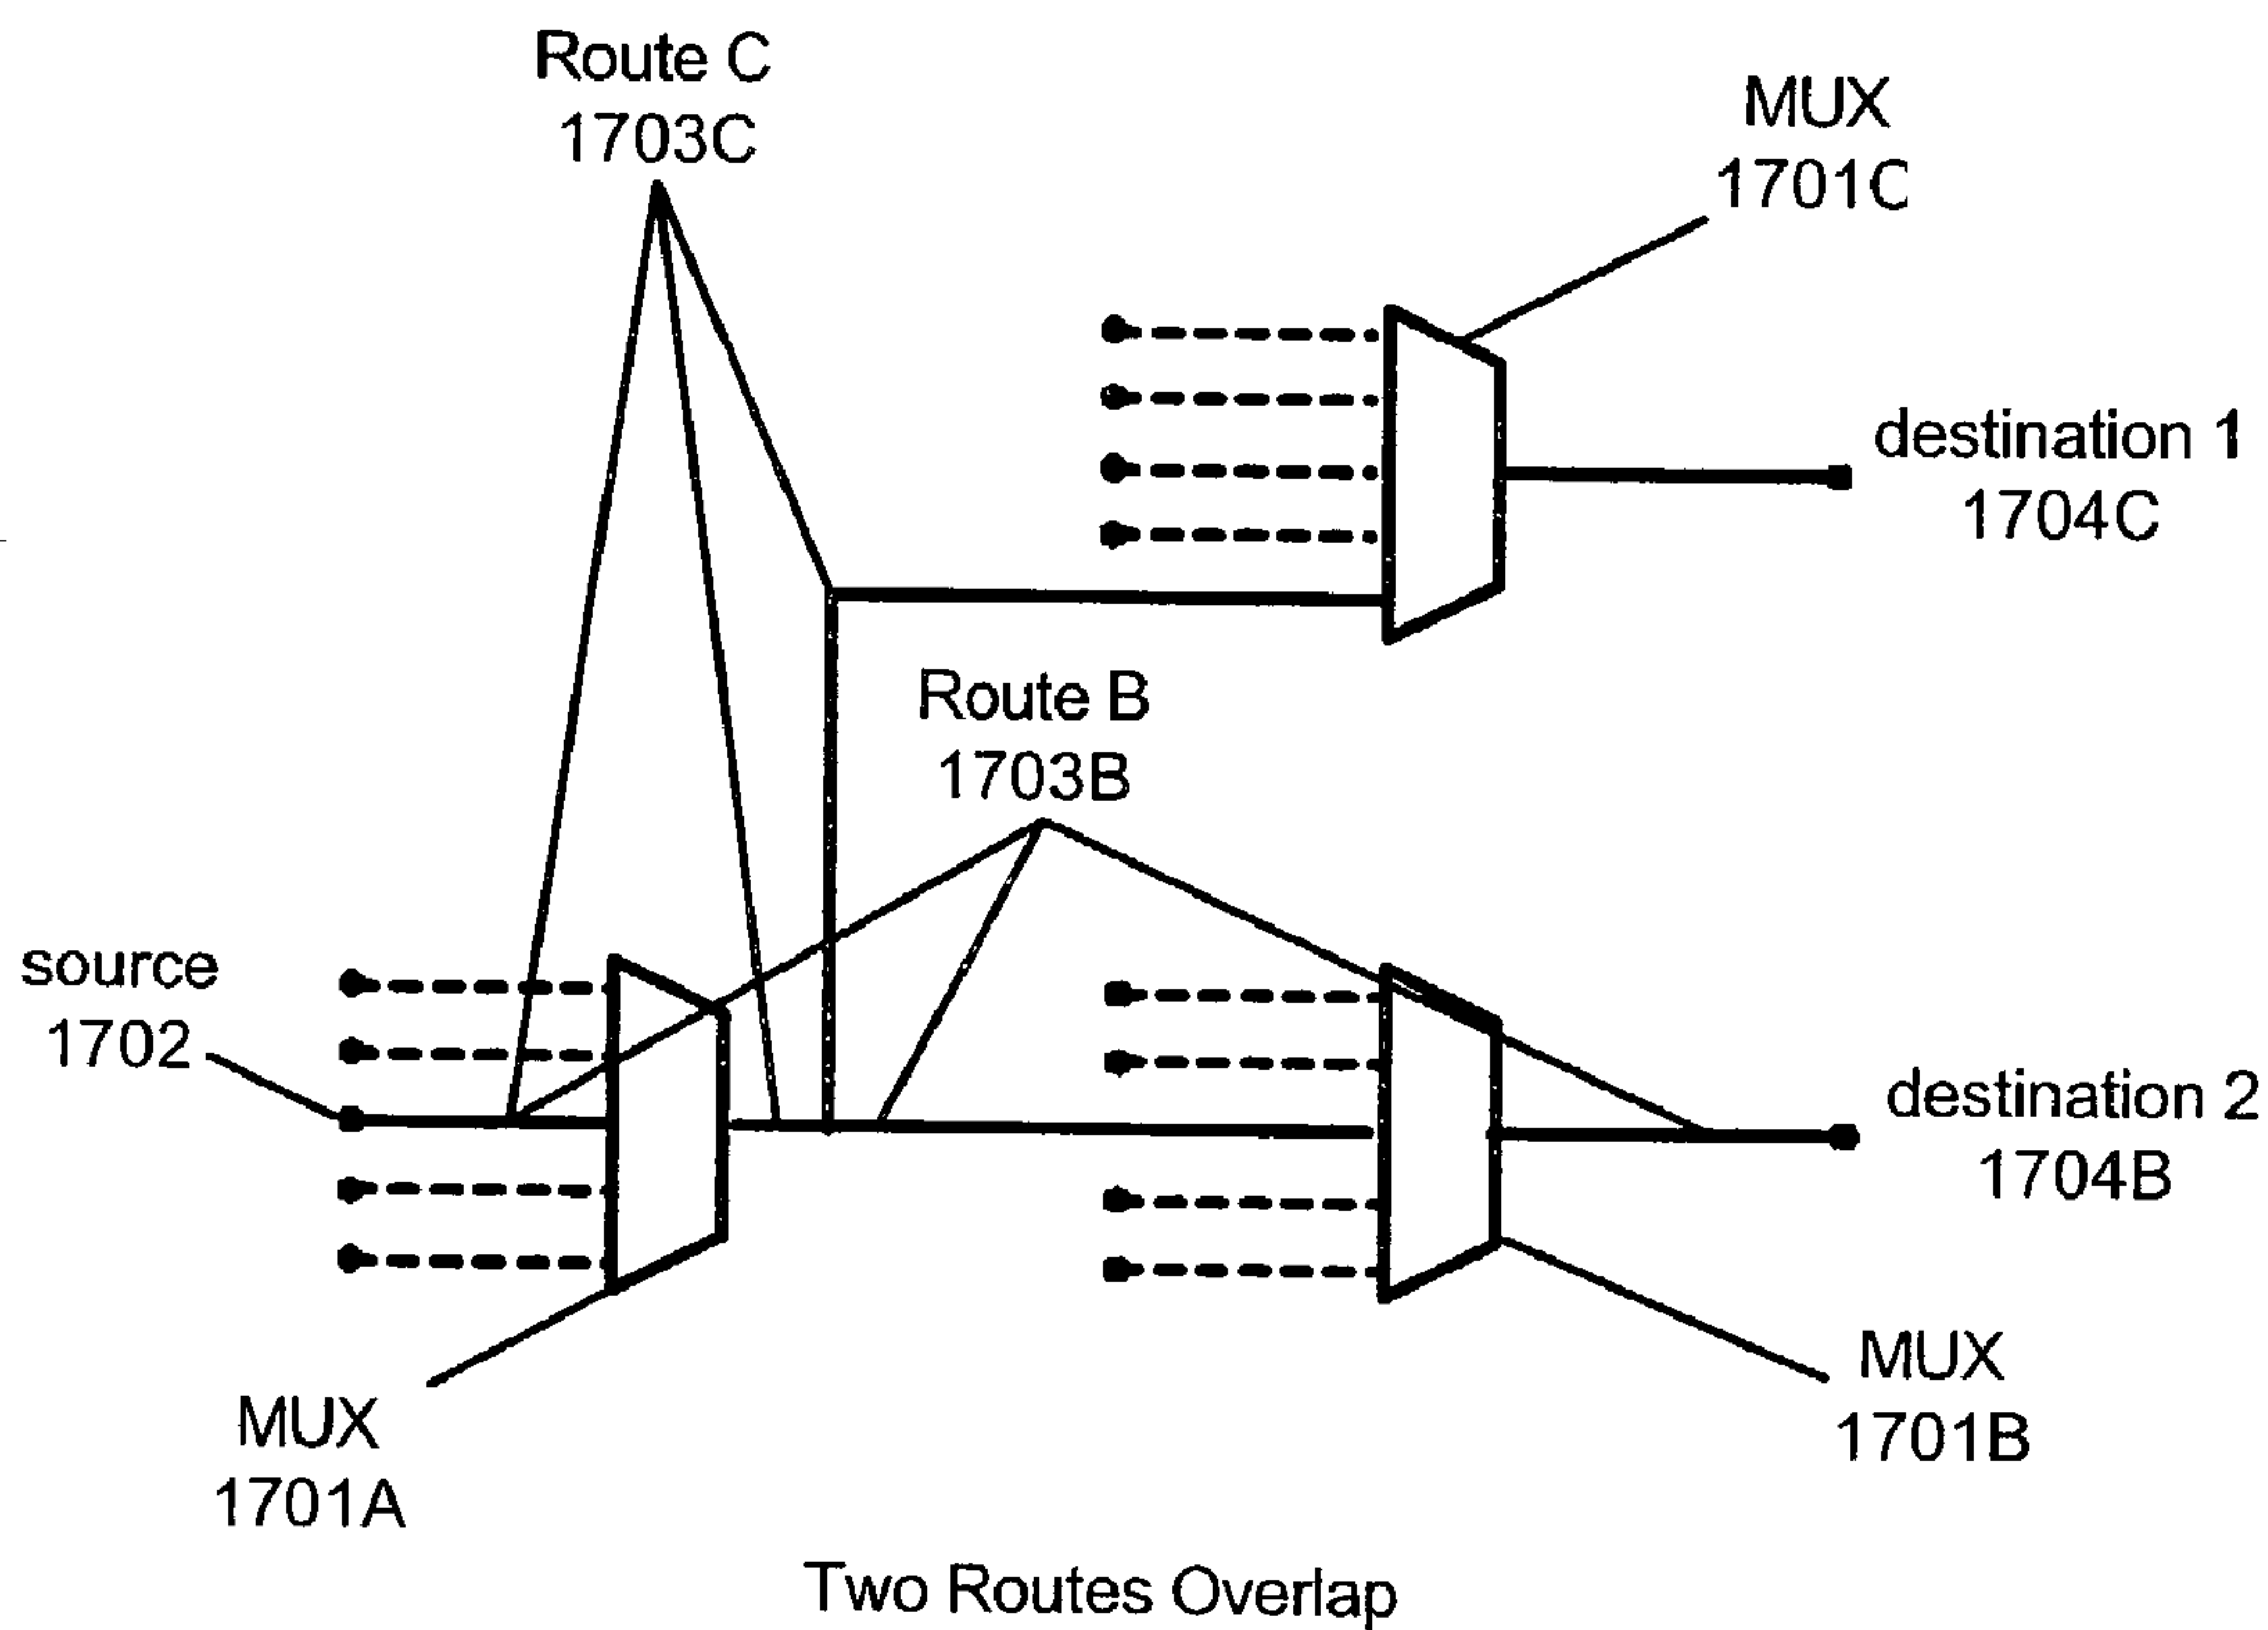 Route C
1703C
MUX
1701C
destination 1
1704C
Route B
1703B
source
1702
destination 2
1704B
MUX
1701A
MUX
1701B
Two Routes Overlap